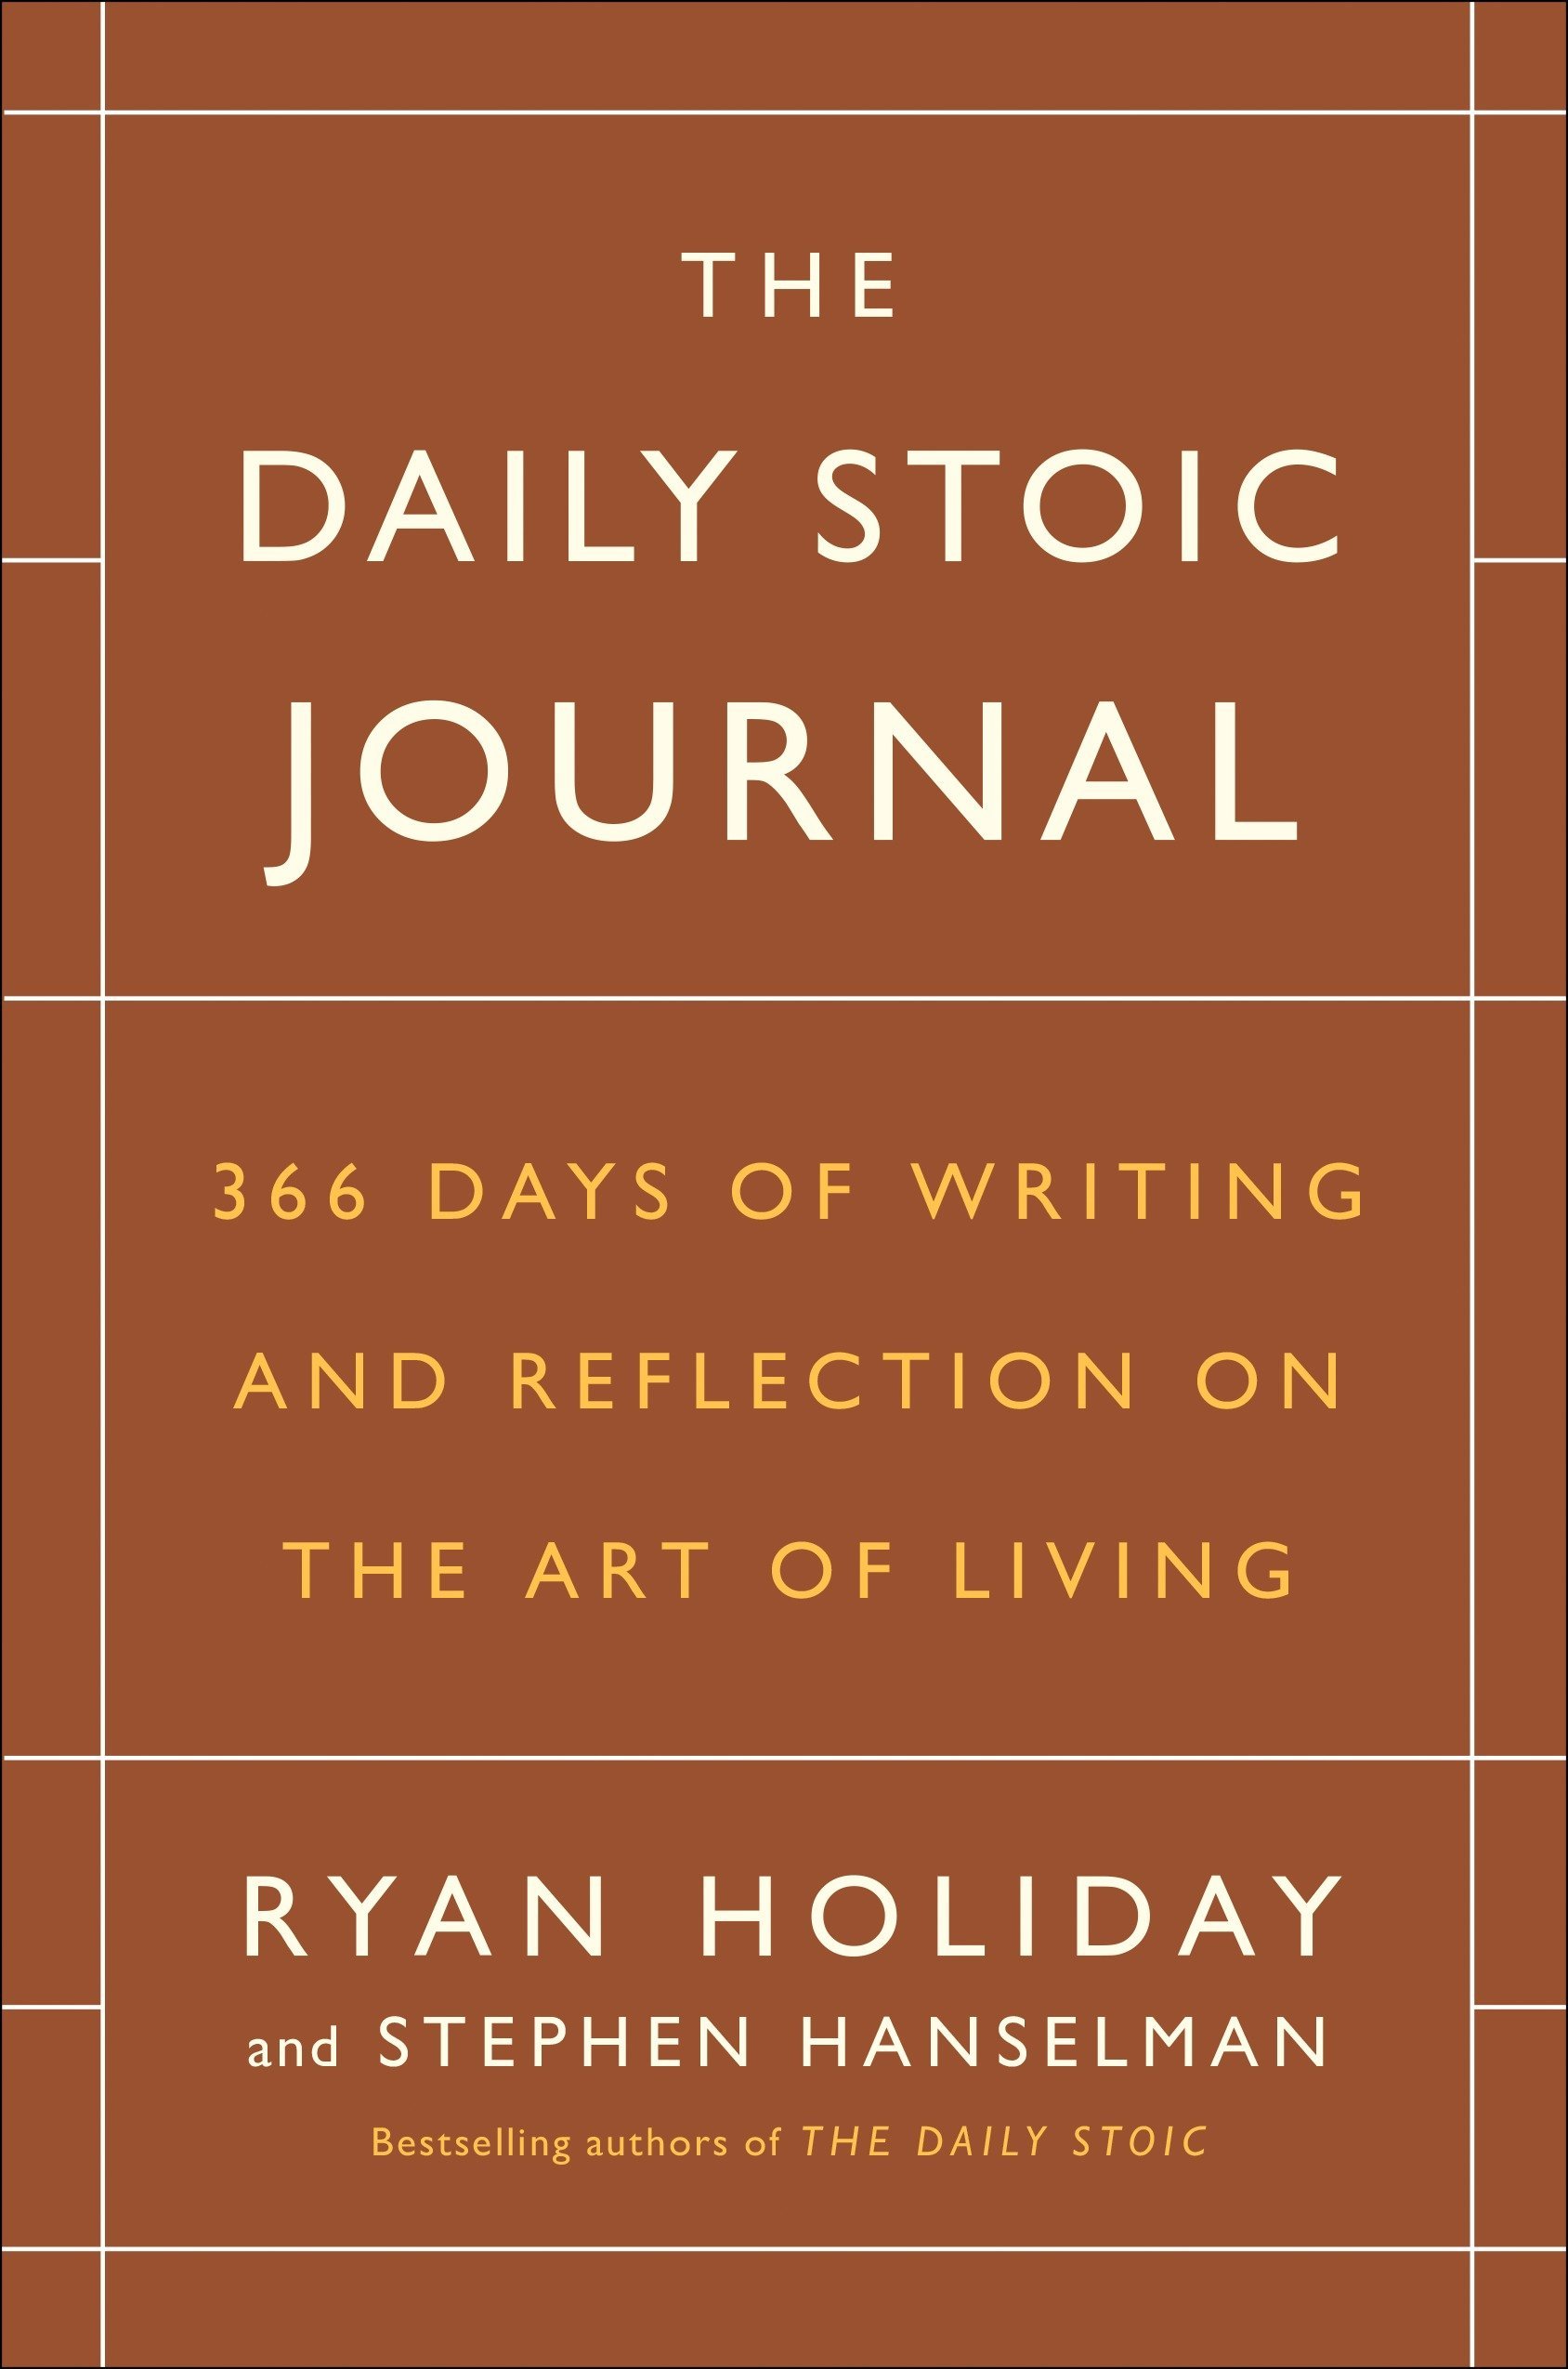 THE
DAILY STOIC
JOURNAL
366 DAYS OF WRITING
AND REFLECTION ON
THE ART OF LIVING
RYAN HOLIDAY
and STEPHEN HANSELMAN
Bestselling authors of THE DAILY STOIC